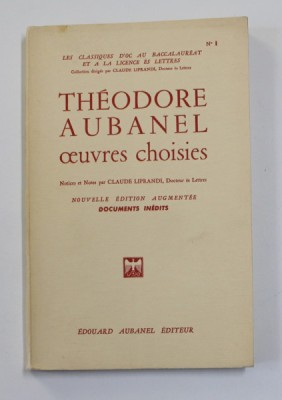 Nº 1
LES CLASSIQUES D'OC AU BACCALAURÉAT
ET A LA LICENCE ÈS LETTRES
Collection dirigée par CLAUDE LIPRANDI, Docteur ès Lettres
THÉODORE
AUBANEL
œuvres choisies
Notices et Notes par CLAUDE LIPRANDI, Docteur ès Lettres
NOUVELLE ÉDITION AUGMENTÉE
DOCUMENTS INÉDITS
ÉDOUARD AUBANEL ÉDITEUR